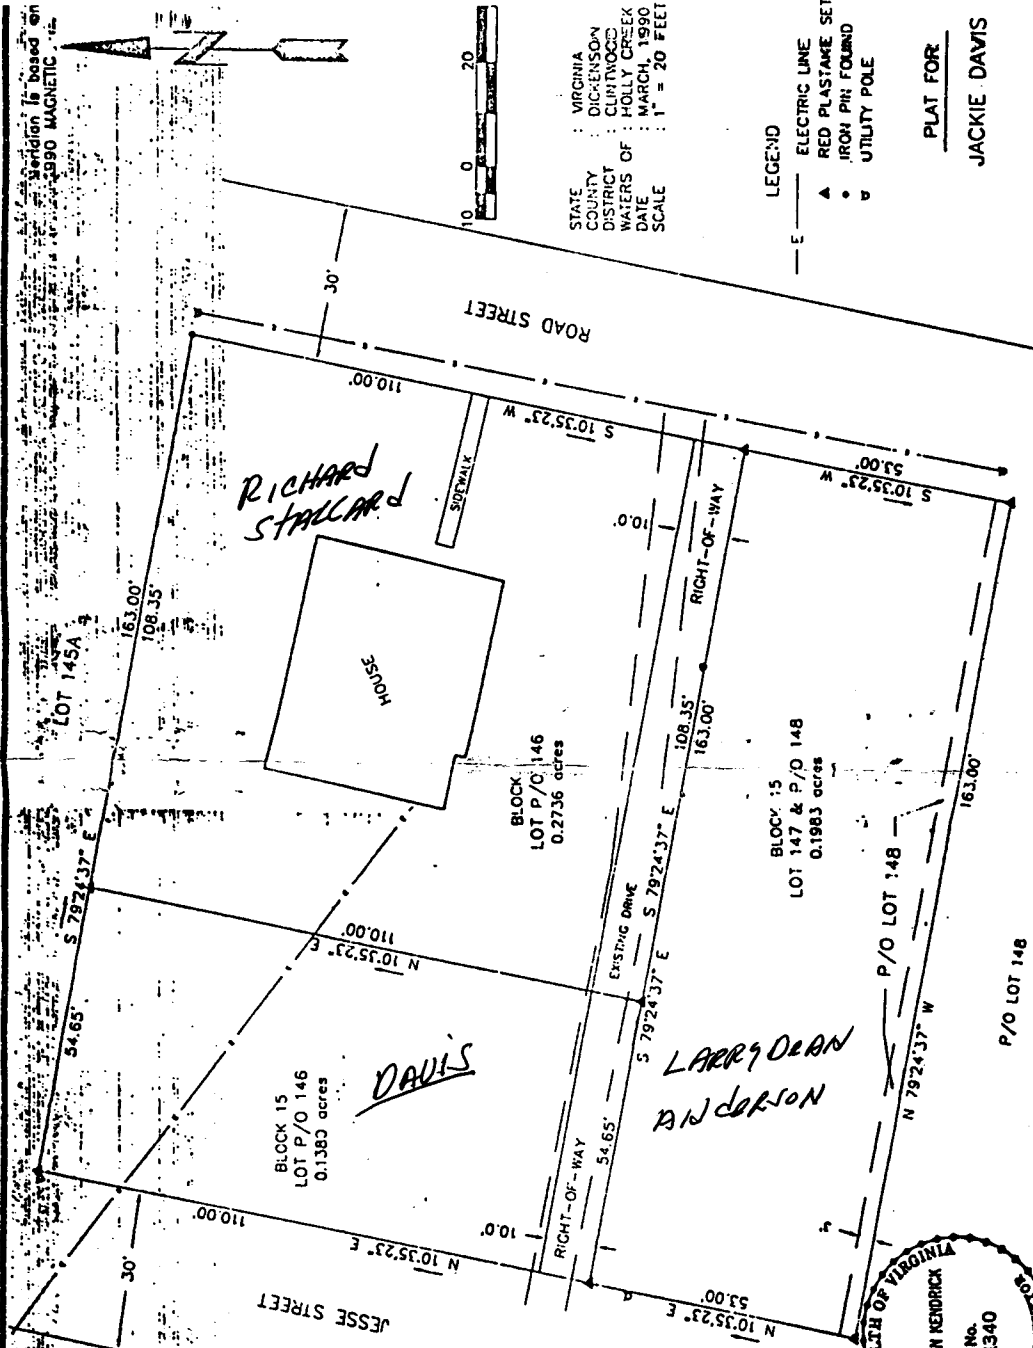 Meridian is based on
1990 MAGNETIC
10 0 20
STATE : VIRGINIA
COUNTY : DICKENSON
DISTRICT : CLINTWOOD
WATERS OF : HOLLY CREEK
DATE : MARCH, 1990
SCALE : 1" = 20 FEET
LEGEND
— E — ELECTRIC LINE
RED PLASTAKE SET
IRON PIN FOUND
UTILITY POLE
PLAT FOR
JACKIE DAVIS
ROAD STREET
30'
LOT 145A
163.00'
108.35'
S 79°24'37" E
54.65'
110.00'
S 10°35'23" W
RICHARD
STALLARD
SIDEWALK
HOUSE
BLOCK
LOT P/O 146
0.2736 acres
10.0'
RIGHT-OF-WAY
53.00'
S 10°35'23" W
108.35'
163.00'
S 79°24'37" E
EXISTING DRIVE
110.00'
N 10°35'23" E
BLOCK 15
LOT 147 & P/O 148
0.1983 acres
P/O LOT 148
163.00'
N 79°24'37" W
P/O LOT 148
BLOCK 15
LOT P/O 146
0.1383 acres
DAVIS
LARRY DEAN
ANDERSON
S 79°24'37" E
54.65'
RIGHT-OF-WAY
10.0'
110.00'
N 10°35'23" E
53.00'
N 10°35'23" E
30'
JESSE STREET
LTH OF VIRGINIA
N KENDRICK
No.
340